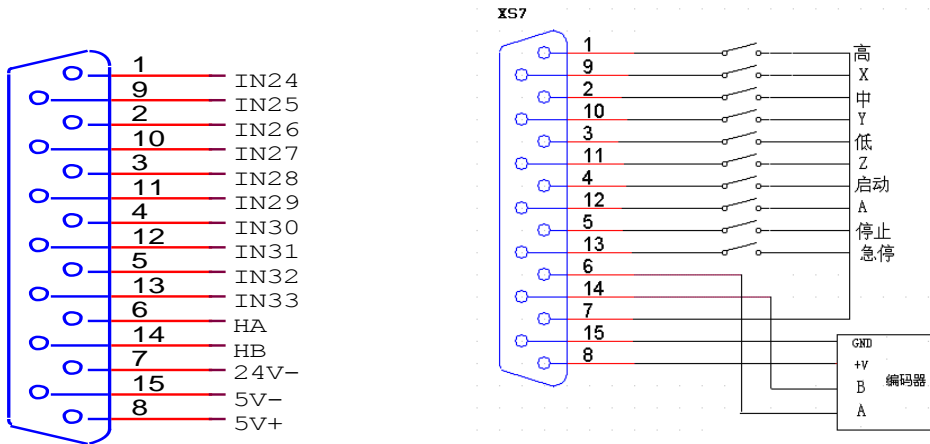 1
IN24
9
IN25
2
IN26
10
IN27
3
IN28
11
IN29
4
IN30
12
IN31
5
IN32
13
IN33
6
HA
14
HB
7
24V-
15
5V-
8
5V+
XS7
1
高
9
X
2
中
10
Y
3
低
11
Z
4
启动
12
A
5
停止
13
急停
6
14
7
15
GND
8
+V
B
编码器
A